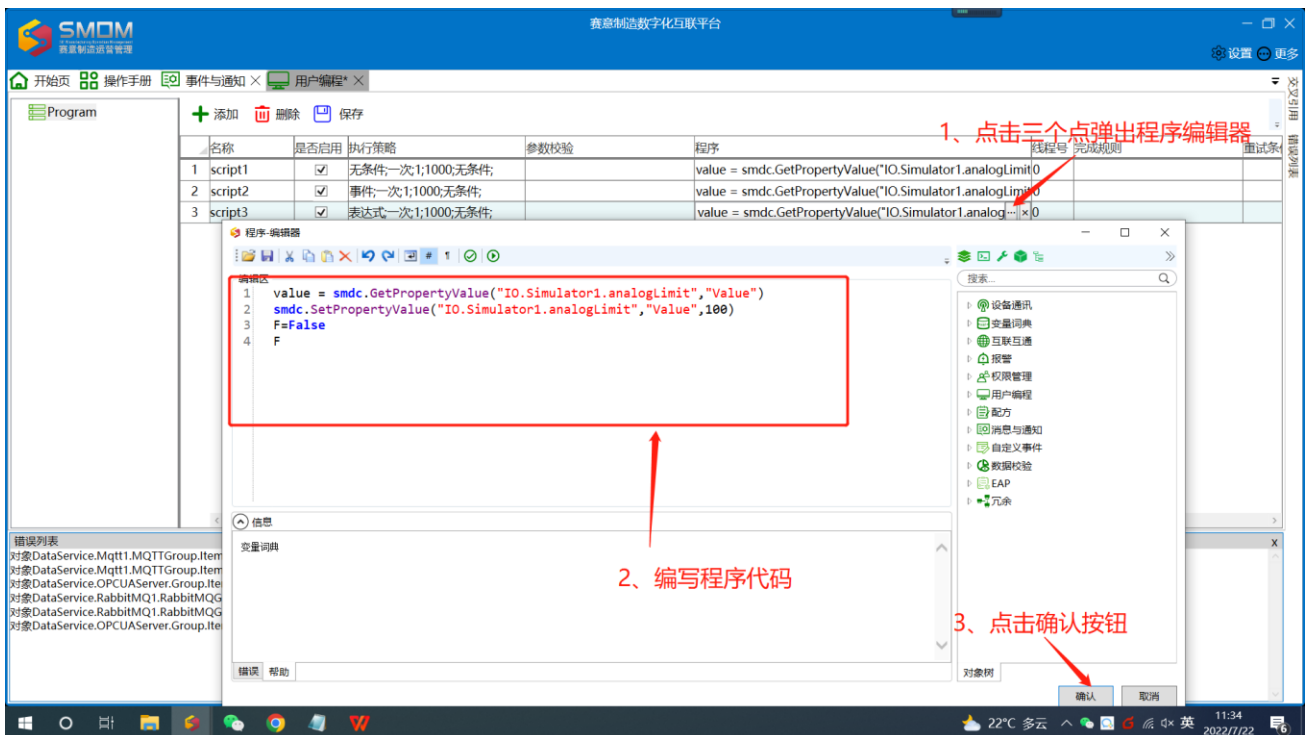 SMOM
赛意制造运营管理
赛意制造数字化互联平台
设置 更多
开始页 操作手册 事件与通知 用户编程*
交叉引用 错误列表
Program
添加 删除 保存
1、点击三个点弹出程序编辑器
名称 是否启用 执行策略 参数校验 程序 线程号 完成规则 重试条
1 script1 无条件;一次;1;1000;无条件; value = smdc.GetPropertyValue("IO.Simulator1.analogLimit 0
2 script2 事件;一次;1;1000;无条件; value = smdc.GetPropertyValue("IO.Simulator1.analogLimit 0
3 script3 表达式;一次;1;1000;无条件; value = smdc.GetPropertyValue("IO.Simulator1.analog ... × 0
程序-编辑器
编辑区
1 value = smdc.GetPropertyValue("IO.Simulator1.analogLimit","Value")
2 smdc.SetPropertyValue("IO.Simulator1.analogLimit","Value",100)
3 F=False
4 F
搜索...
设备通讯
变量词典
互联互通
报警
权限管理
用户编程
配方
消息与通知
自定义事件
数据校验
EAP
冗余
信息
变量词典
2、编写程序代码
3、点击确认按钮
错误 帮助
对象树
确认 取消
错误列表 x
对象DataService.Mqtt1.MQTTGroup.Item
对象DataService.Mqtt1.MQTTGroup.Item
对象DataService.OPCUAServer.Group.Ite
对象DataService.RabbitMQ1.RabbitMQG
对象DataService.RabbitMQ1.RabbitMQG
对象DataService.OPCUAServer.Group.Ite
22°C 多云 英 11:34
2022/7/22 6